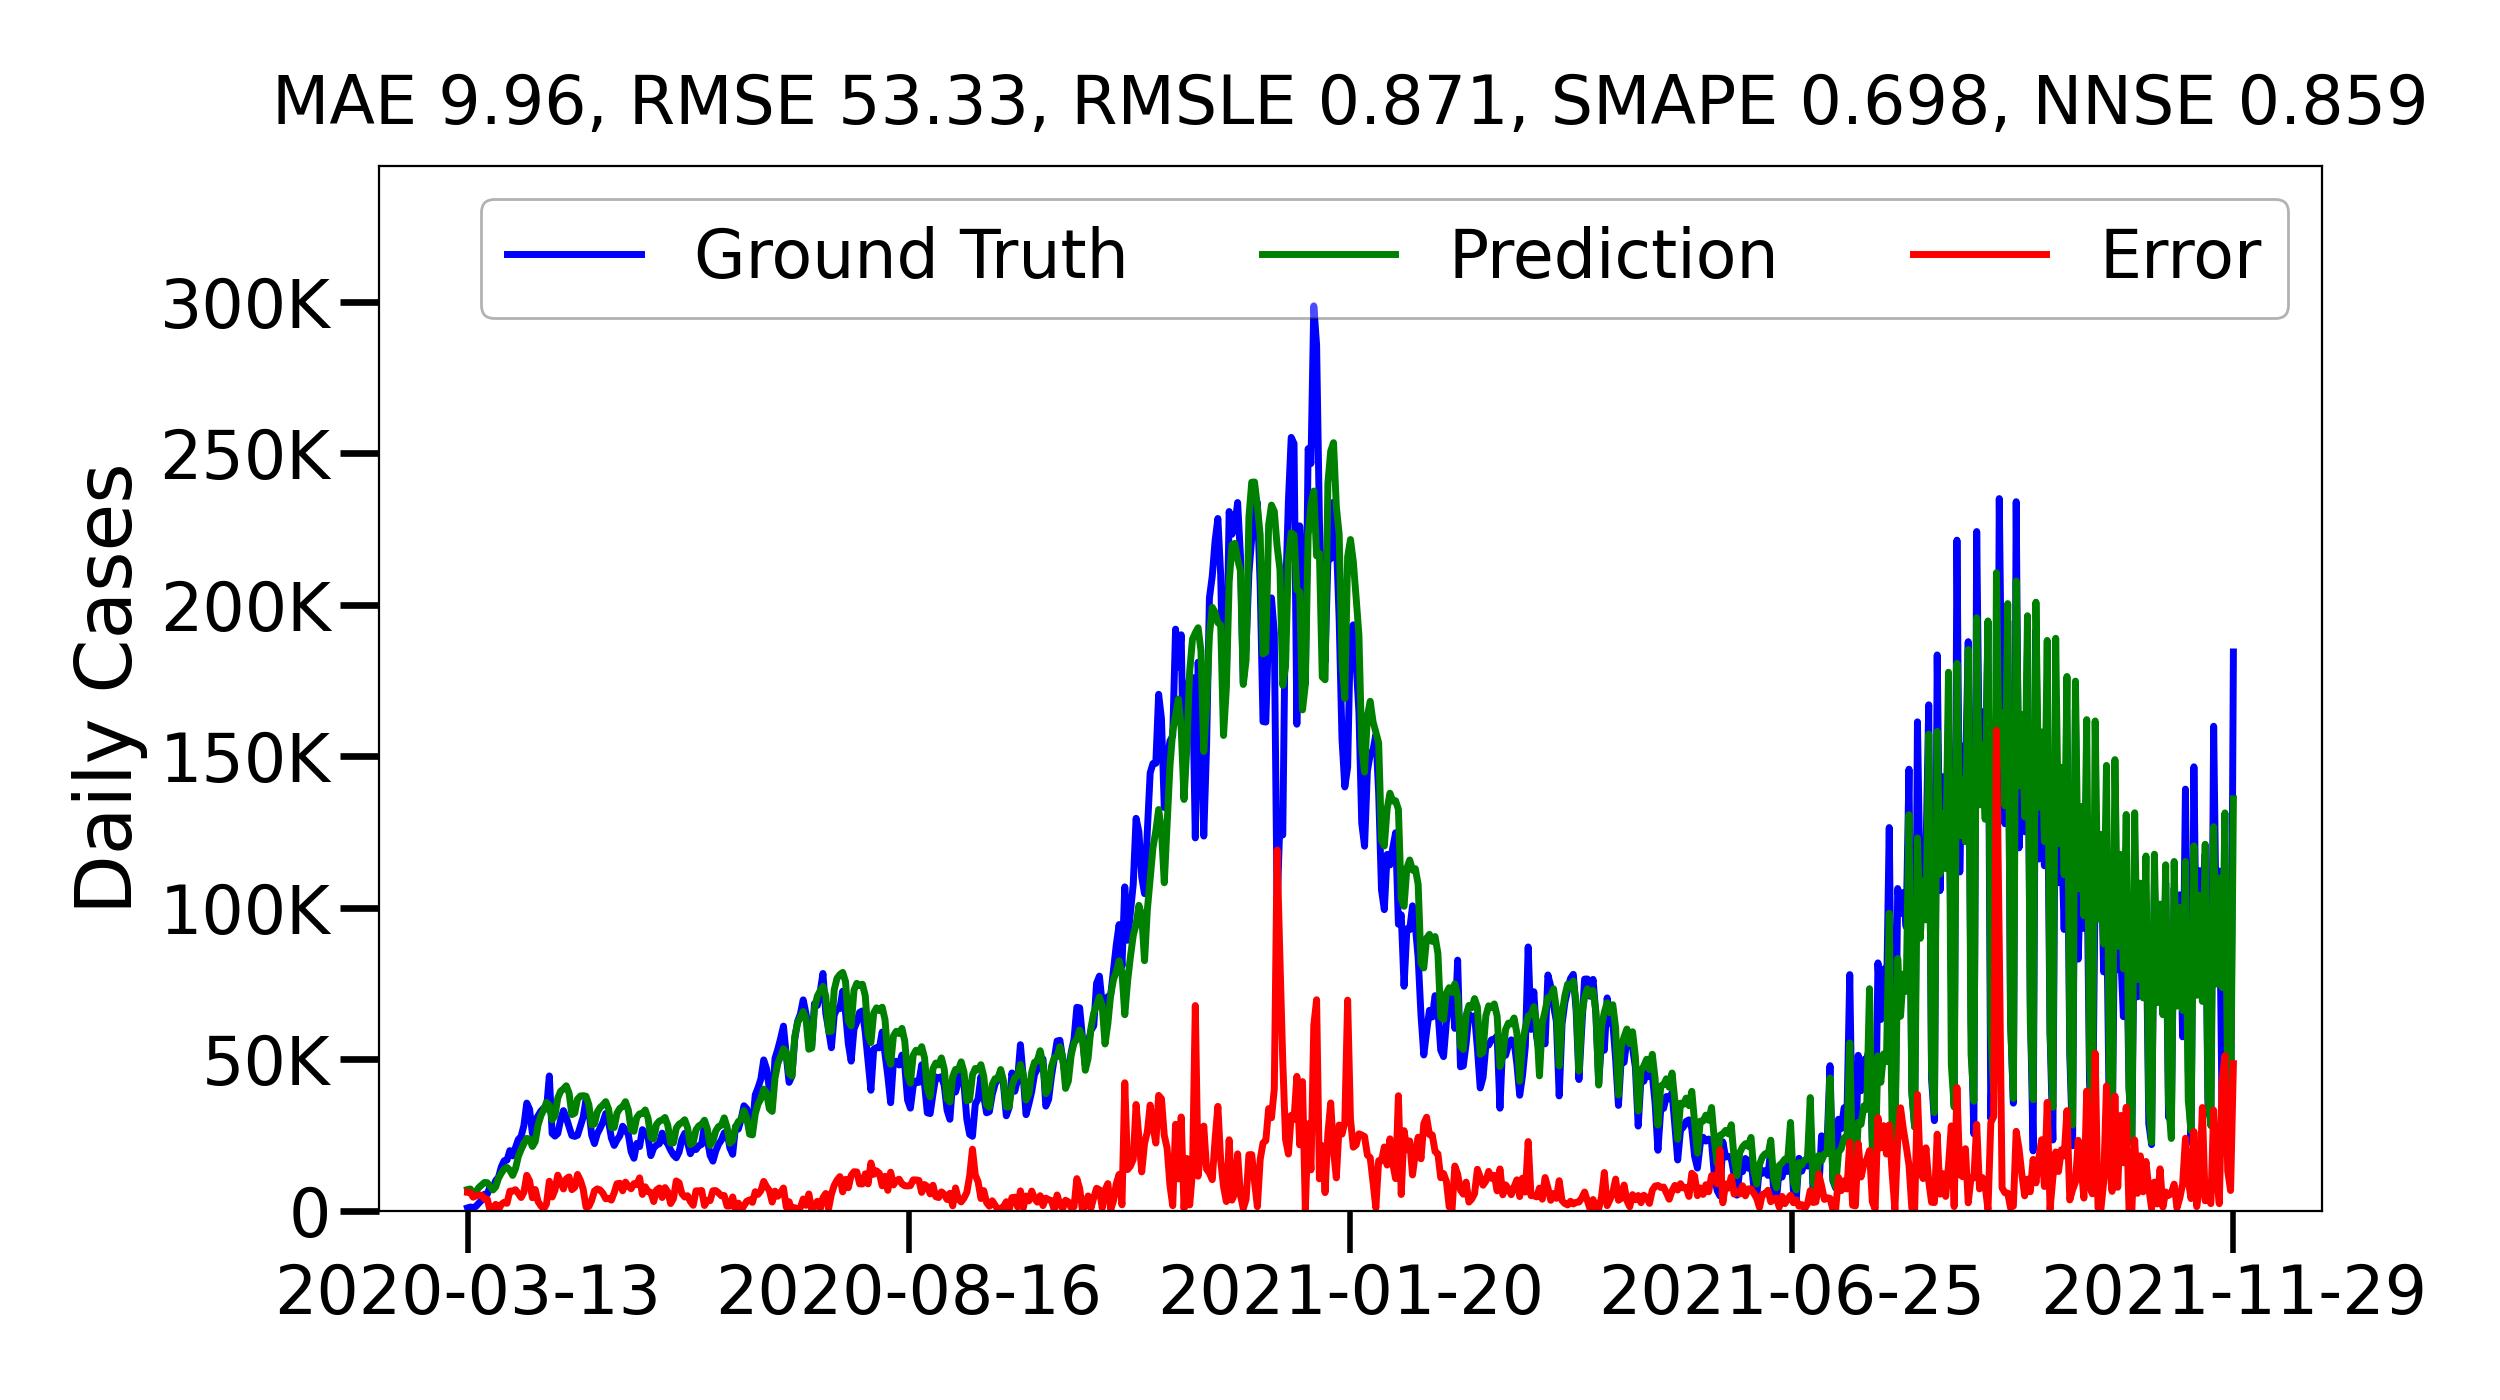 MAE 9.96, RMSE 53.33, RMSLE 0.871, SMAPE 0.698, NNSE 0.859
Ground Truth Prediction Error
300K
250K
200K
150K
100K
50K
0
Daily Cases
2020-03-13 2020-08-16 2021-01-20 2021-06-25 2021-11-29